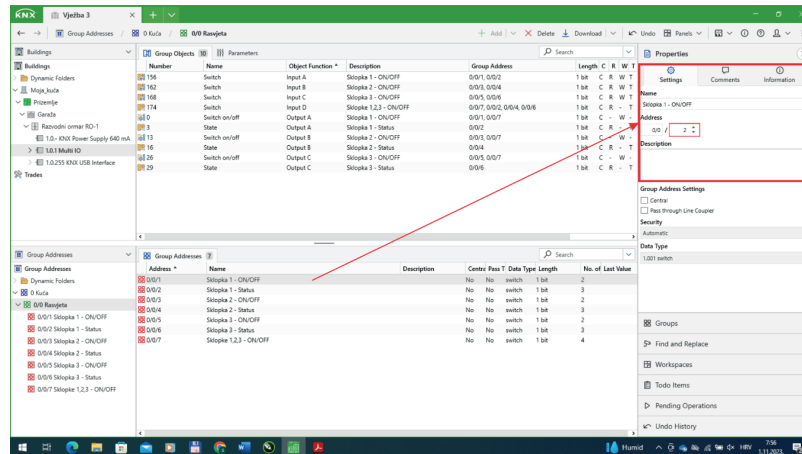 KNX Vježba 3 × + ∨
← → Group Addresses / 0 Kuća / 0/0 Rasvjeta + Add ∨ × Delete Download ∨ Undo Panels ∨
Buildings
Buildings
Dynamic Folders
Moja_kuća
Prizemlje
Garaža
Razvodni ormar RO-1
1.0.- KNX Power Supply 640 mA
1.0.1 Multi IO
1.0.255 KNX USB Interface
Trades
Group Objects 10 Parameters Search
Number Name Object Function Description Group Address Length C R W T
156 Switch Input A Sklopka 1 - ON/OFF 0/0/1, 0/0/2 1 bit C R W T
162 Switch Input B Sklopka 2 - ON/OFF 0/0/3, 0/0/4 1 bit C R W T
168 Switch Input C Sklopka 3 - ON/OFF 0/0/5, 0/0/6 1 bit C R W T
174 Switch Input D Sklopke 1,2,3 - ON/OFF 0/0/7, 0/0/2, 0/0/4, 0/0/6 1 bit C R - T
0 Switch on/off Output A Sklopka 1 - ON/OFF 0/0/1, 0/0/7 1 bit C - W -
3 State Output A Sklopka 1 - Status 0/0/2 1 bit C R - T
13 Switch on/off Output B Sklopka 2 - ON/OFF 0/0/3, 0/0/7 1 bit C - W -
16 State Output B Sklopka 2 - Status 0/0/4 1 bit C R - T
26 Switch on/off Output C Sklopka 3 - ON/OFF 0/0/5, 0/0/7 1 bit C - W -
29 State Output C Sklopka 3 - Status 0/0/6 1 bit C R - T
Group Addresses
Group Addresses
Dynamic Folders
0 Kuća
0/0 Rasvjeta
0/0/1 Sklopka 1 - ON/OFF
0/0/2 Sklopka 1 - Status
0/0/3 Sklopka 2 - ON/OFF
0/0/4 Sklopka 2 - Status
0/0/5 Sklopka 3 - ON/OFF
0/0/6 Sklopka 3 - Status
0/0/7 Sklopke 1,2,3 - ON/OFF
Group Addresses 7 Search
Address Name Description Centra Pass T Data Type Length No. of Last Value
0/0/1 Sklopka 1 - ON/OFF No No switch 1 bit 2
0/0/2 Sklopka 1 - Status No No switch 1 bit 3
0/0/3 Sklopka 2 - ON/OFF No No switch 1 bit 2
0/0/4 Sklopka 2 - Status No No switch 1 bit 3
0/0/5 Sklopka 3 - ON/OFF No No switch 1 bit 2
0/0/6 Sklopka 3 - Status No No switch 1 bit 3
0/0/7 Sklopke 1,2,3 - ON/OFF No No switch 1 bit 4
Properties
Settings Comments Information
Name
Sklopka 1 - ON/OFF
Address
0/0 / 2
Description
Group Address Settings
Central
Pass through Line Coupler
Security
Automatic
Data Type
1.001 switch
Groups
Find and Replace
Workspaces
Todo Items
Pending Operations
Undo History
Humid HRV 7:56
1.11.2023.